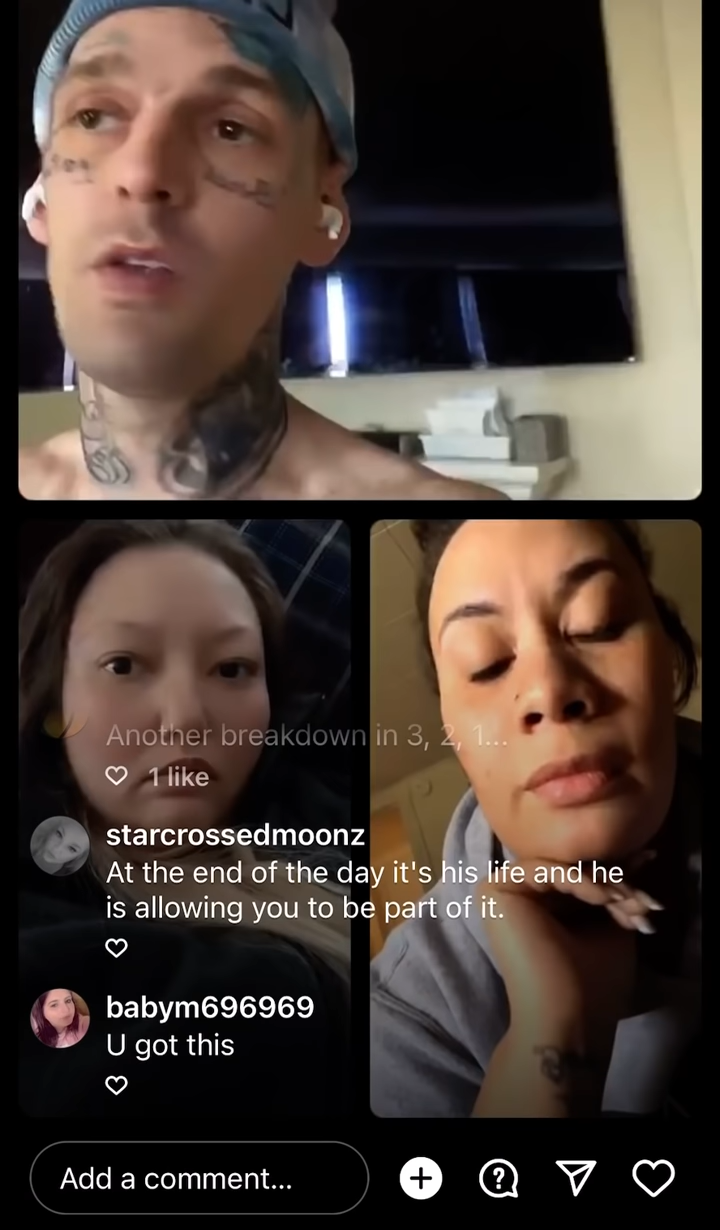 Another breakdown in 3, 2, 1...
1 like
starcrossedmoonz
At the end of the day it's his life and he
is allowing you to be part of it.
babym696969
U got this
Add a comment...